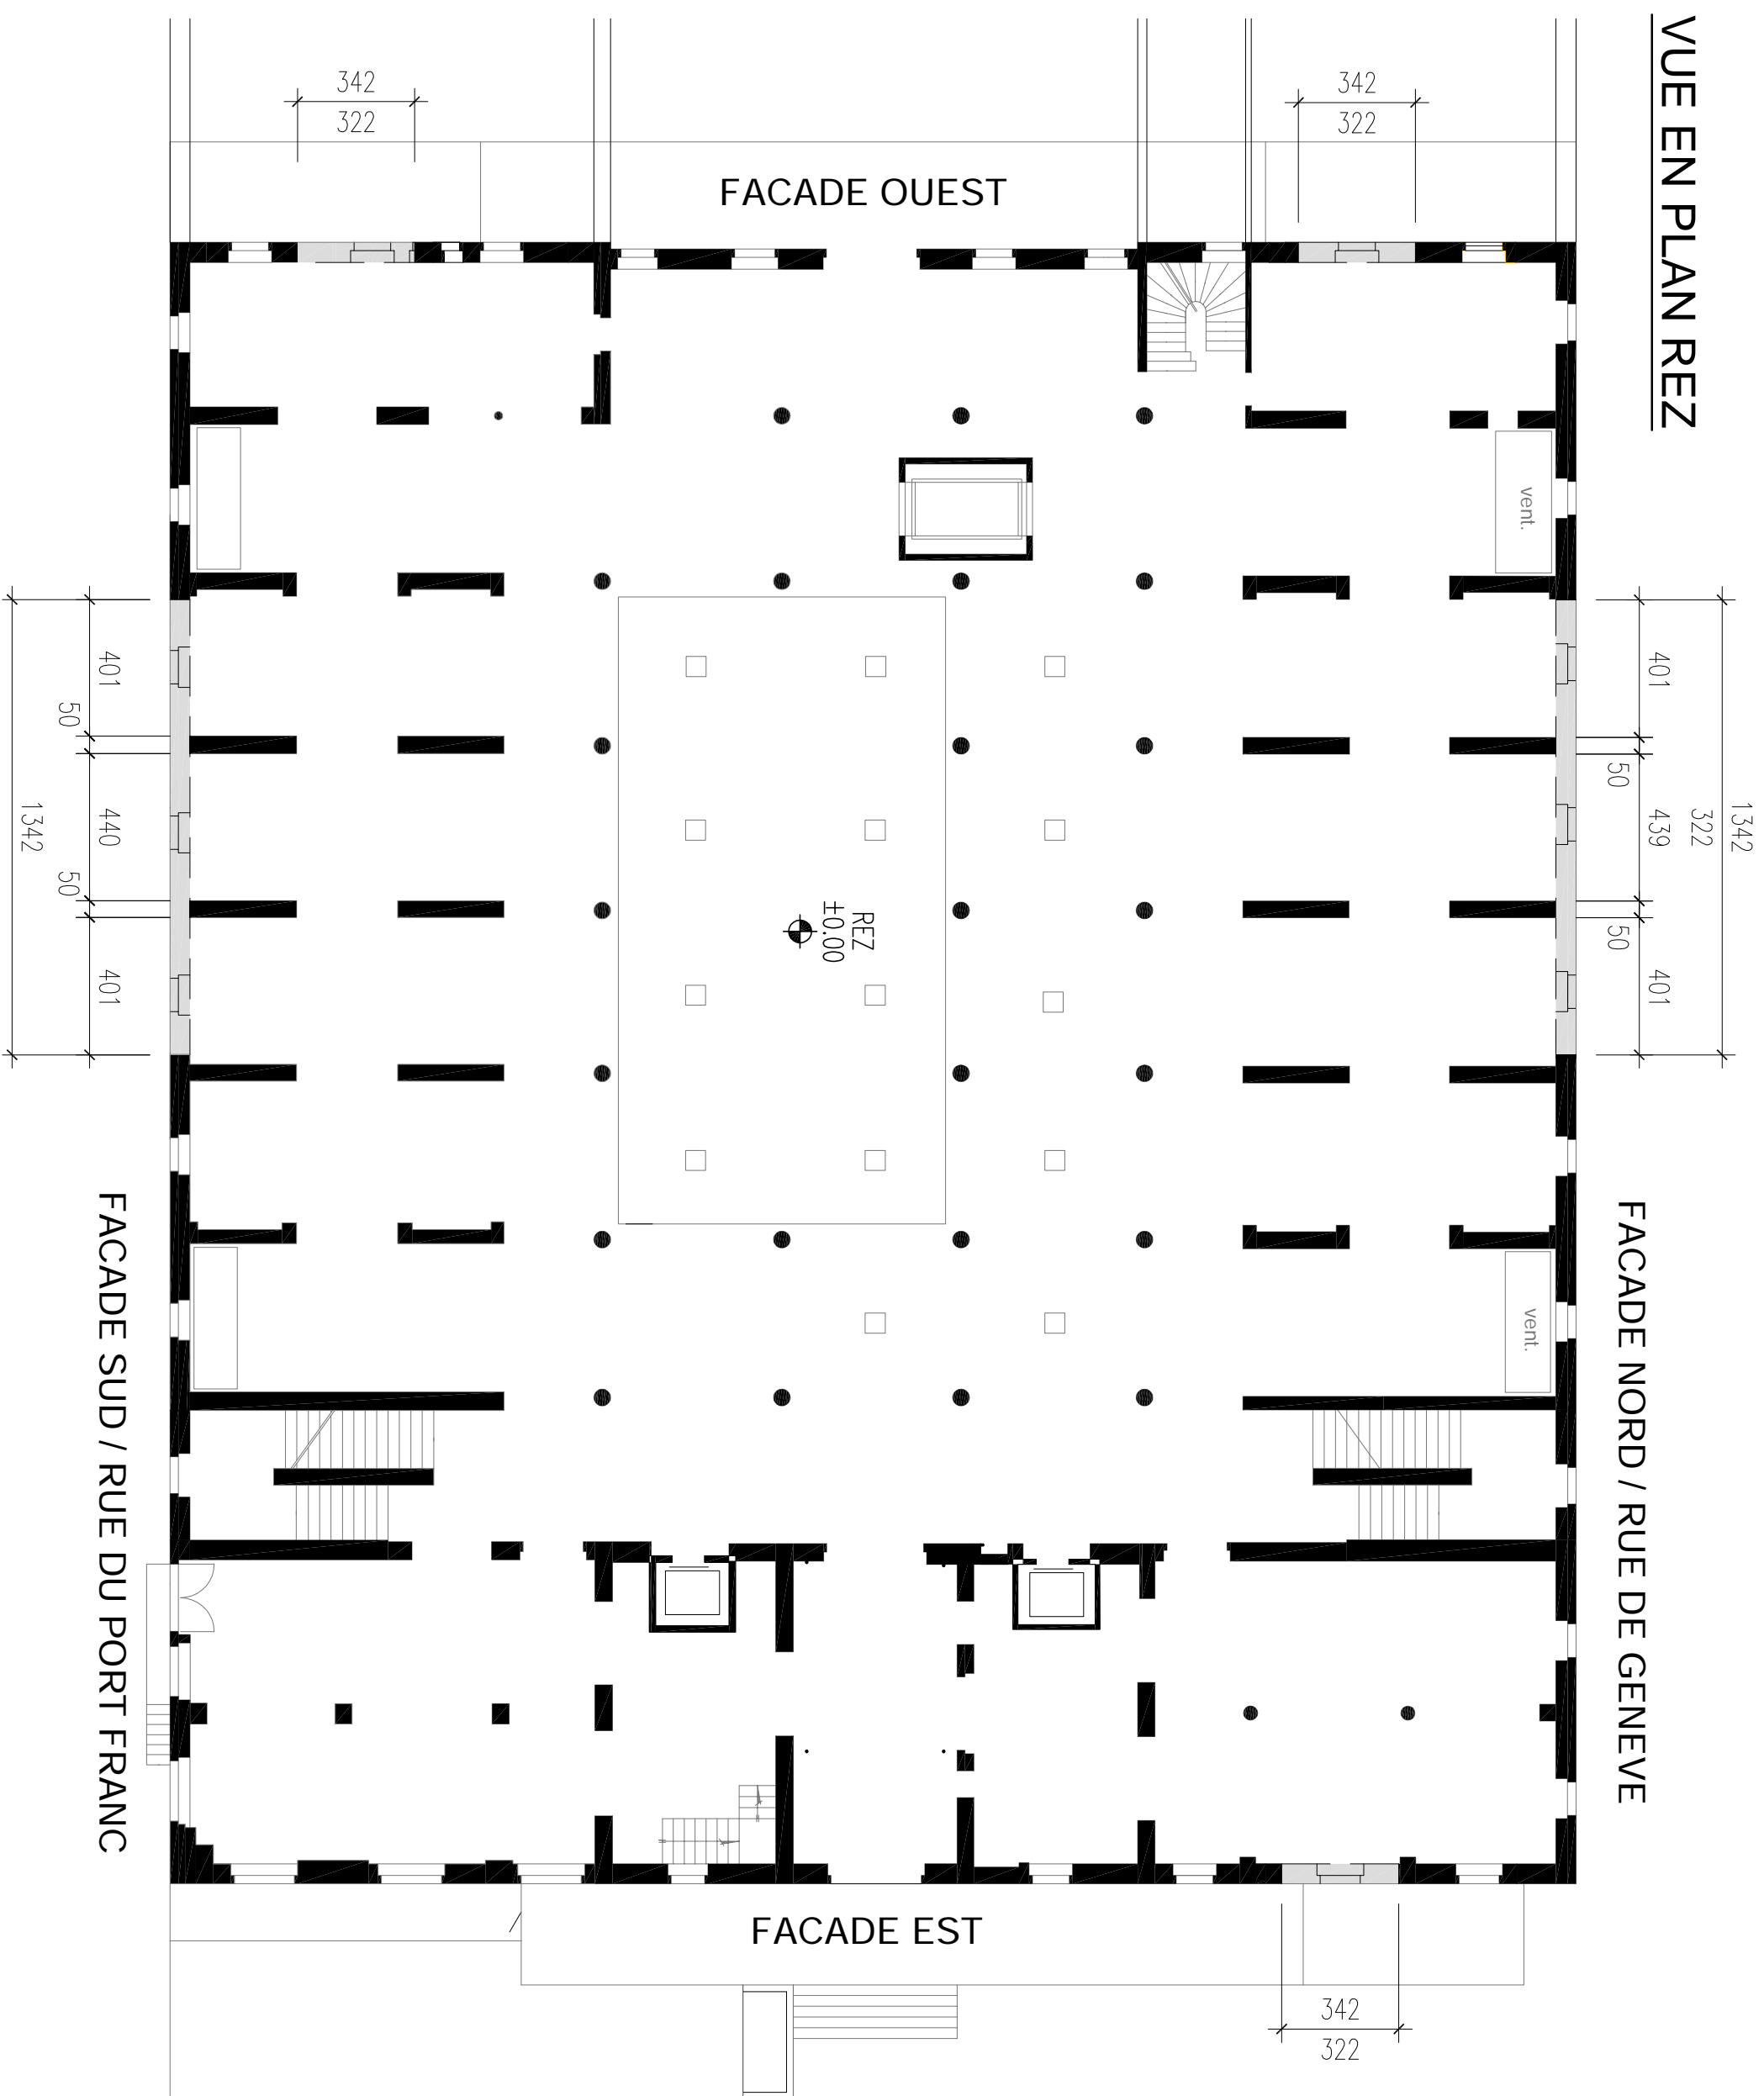 VUE EN PLAN REZ
342
322
342
322
FACADE OUEST
vent.
401
50
440
50
401
1342
401
50
439
50
401
322
1342
REZ
±0.00
FACADE SUD / RUE DU PORT FRANC
FACADE NORD / RUE DE GENEVE
vent.
FACADE EST
342
322